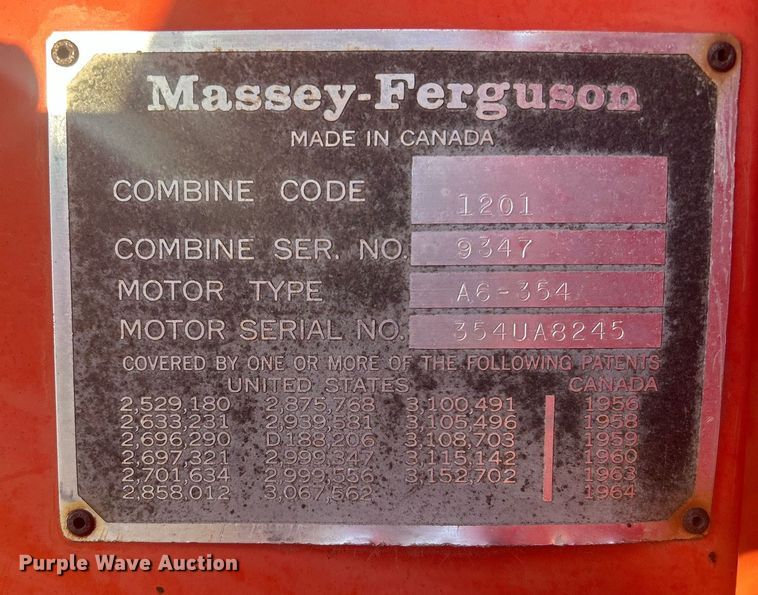 Massey-Ferguson
MADE IN CANADA
COMBINE CODE 1201
COMBINE SER. NO. 9347
MOTOR TYPE A6-354
MOTOR SERIAL NO. 354UA8245
COVERED BY ONE OR MORE OF THE FOLLOWING PATENTS
UNITED STATES CANADA
2,529,180 2,875,768 3,100,491 1956
2,633,231 2,939,581 3,105,496 1958
2,696,290 D188,206 3,108,703 1959
2,697,321 2,999,347 3,115,142 1960
2,701,634 2,999,556 3,152,702 1963
2,858,012 3,067,562 1964
Purple Wave Auction